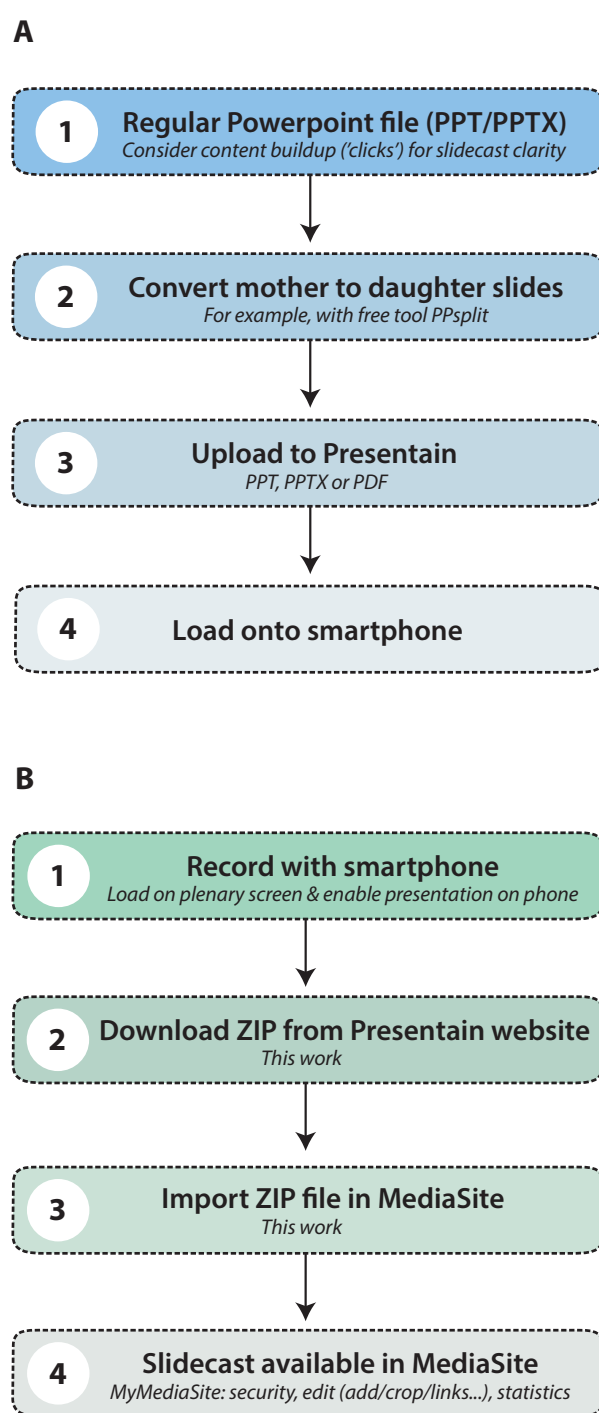 A
1
Regular Powerpoint file (PPT/PPTX)
Consider content buildup ('clicks') for slidecast clarity
2
Convert mother to daughter slides
For example, with free tool PPsplit
3
Upload to Presentain
PPT, PPTX or PDF
4
Load onto smartphone
B
1
Record with smartphone
Load on plenary screen & enable presentation on phone
2
Download ZIP from Presentain website
This work
3
Import ZIP file in MediaSite
This work
4
Slidecast available in MediaSite
MyMediaSite: security, edit (add/crop/links...), statistics